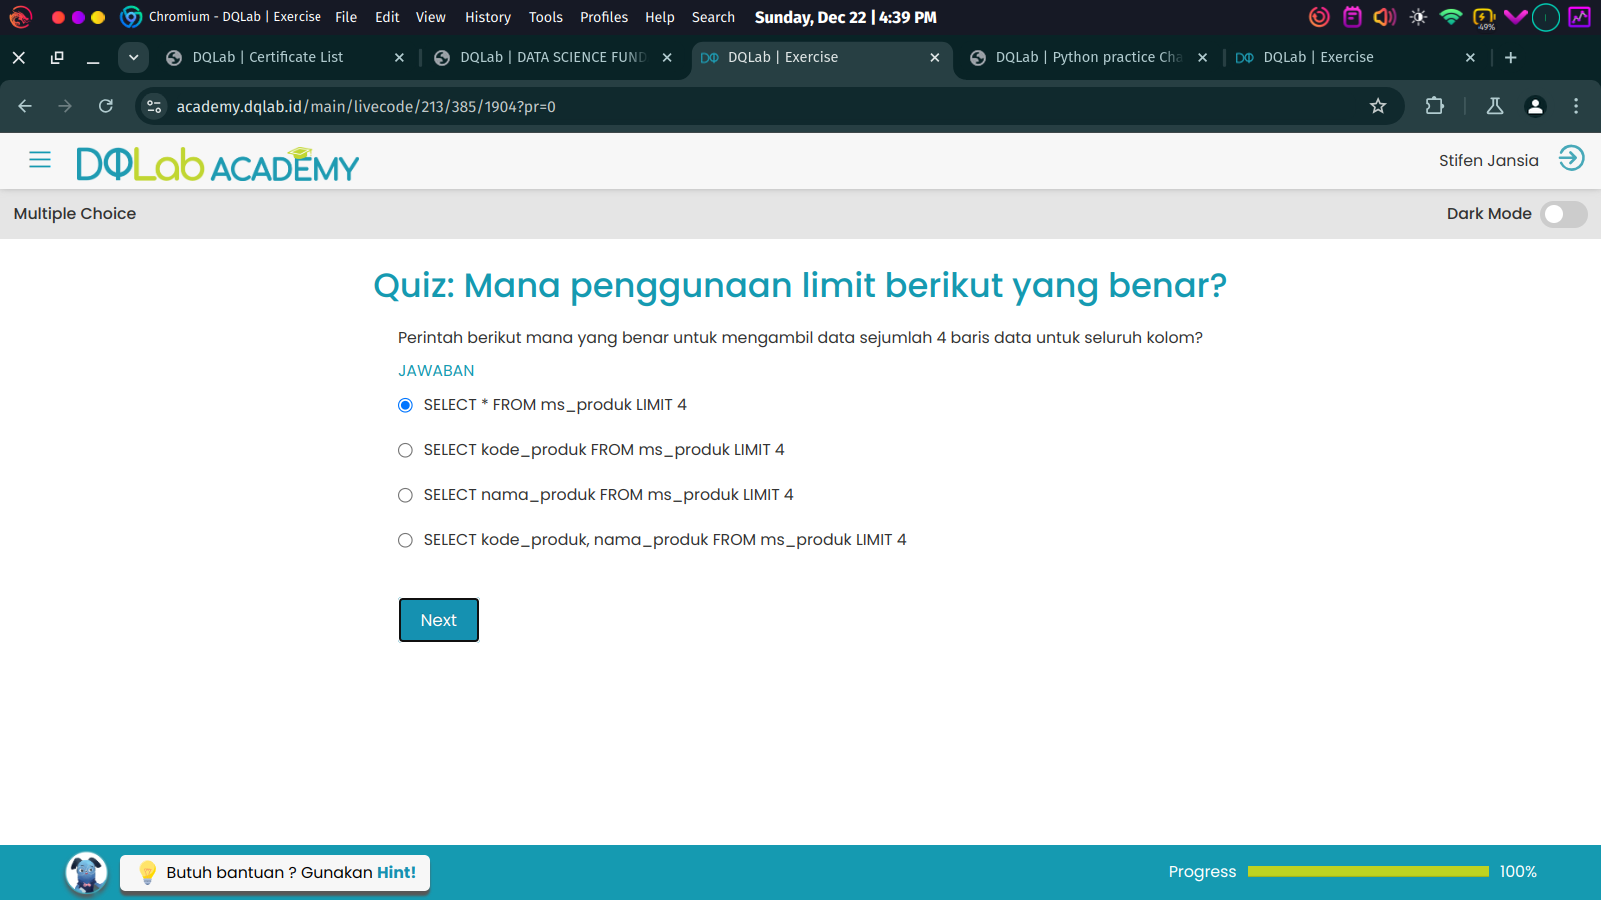 Chromium - DQLab | Exercise File Edit View History Tools Profiles Help Search Sunday, Dec 22 | 4:39 PM 49%
DQLab | Certificate List DQLab | DATA SCIENCE FUND DQLab | Exercise DQLab | Python practice Cha DQLab | Exercise
academy.dqlab.id/main/livecode/213/385/1904?pr=0
DQLab ACADEMY Stifen Jansia
Multiple Choice Dark Mode
Quiz: Mana penggunaan limit berikut yang benar?
Perintah berikut mana yang benar untuk mengambil data sejumlah 4 baris data untuk seluruh kolom?
JAWABAN
SELECT * FROM ms_produk LIMIT 4
SELECT kode_produk FROM ms_produk LIMIT 4
SELECT nama_produk FROM ms_produk LIMIT 4
SELECT kode_produk, nama_produk FROM ms_produk LIMIT 4
Next
Butuh bantuan ? Gunakan Hint! Progress 100%